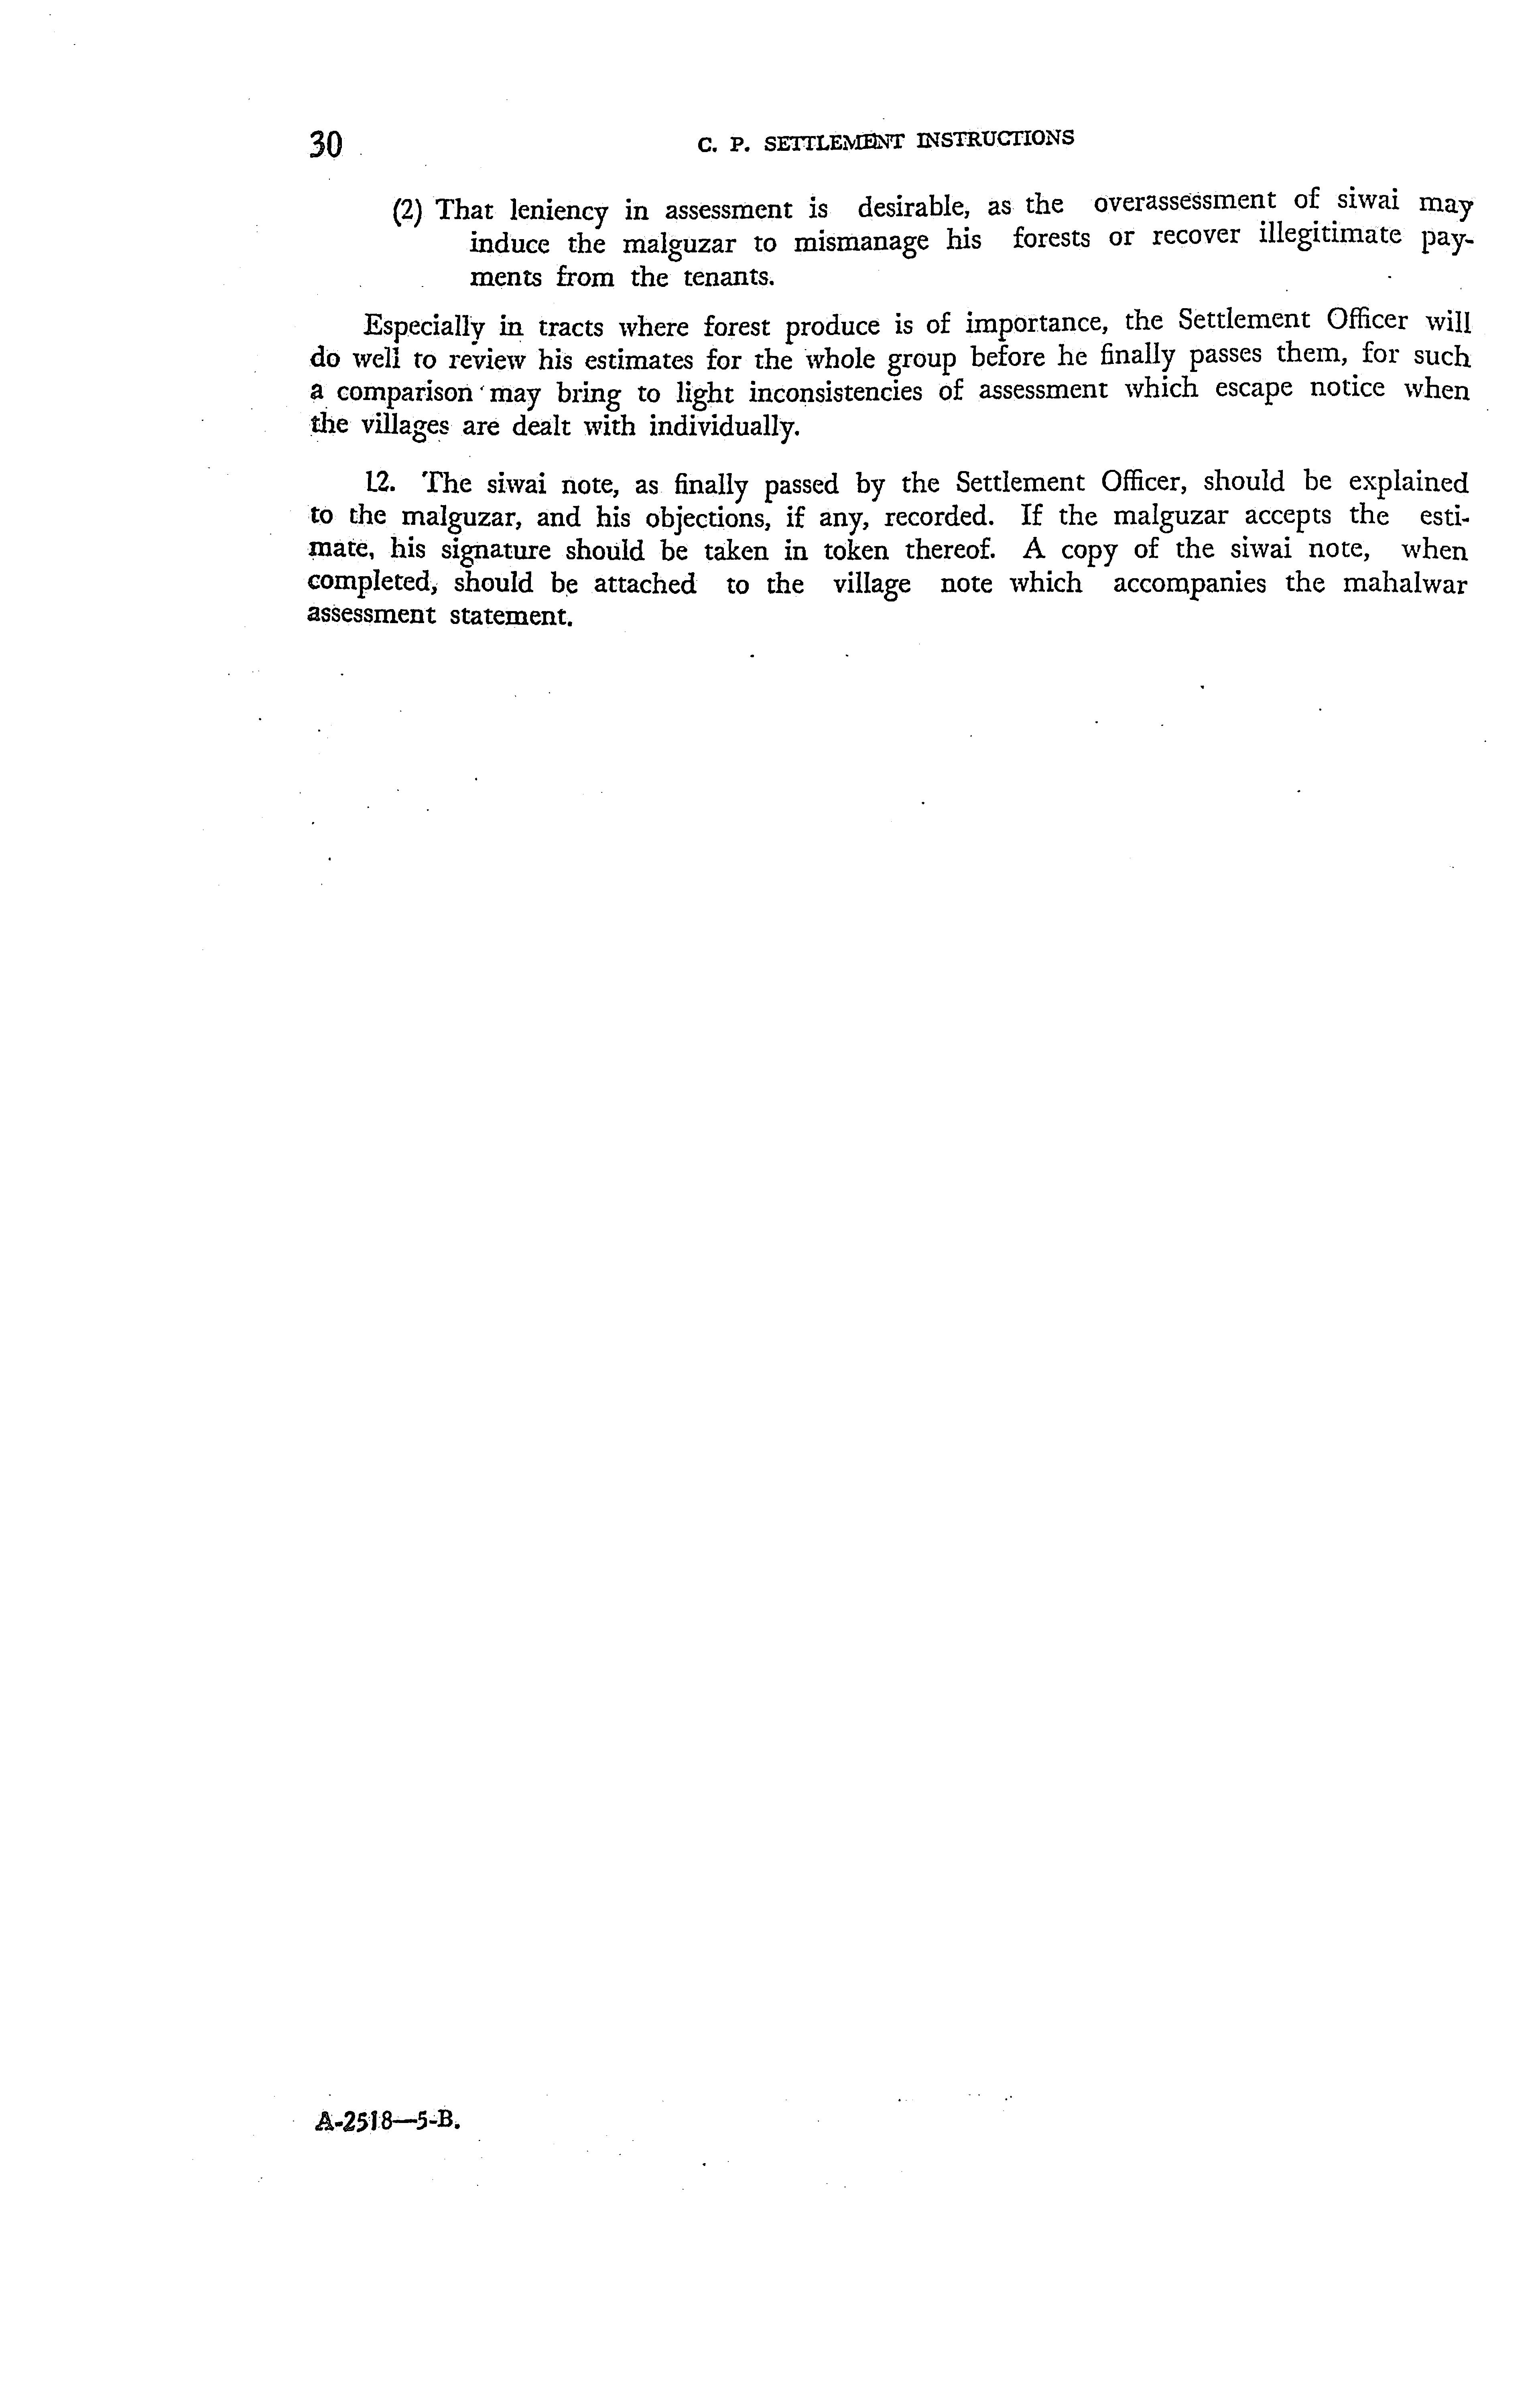 30
C. P. SETTLEMENT INSTRUCTIONS
(2) That leniency in assessment is desirable, as the overassessment of siwai may
induce the malguzar to mismanage his forests or recover illegitimate pay-
ments from the tenants.
Especially in tracts where forest produce is of importance, the Settlement Officer will
do well to review his estimates for the whole group before he finally passes them, for such
a comparison may bring to light inconsistencies of assessment which escape notice when
the villages are dealt with individually.
12. The siwai note, as finally passed by the Settlement Officer, should be explained
to the malguzar, and his objections, if any, recorded. If the malguzar accepts the esti-
mate, his signature should be taken in token thereof. A copy of the siwai note, when
completed, should be attached to the village note which accompanies the mahalwar
assessment statement.
A-2518—5-B.